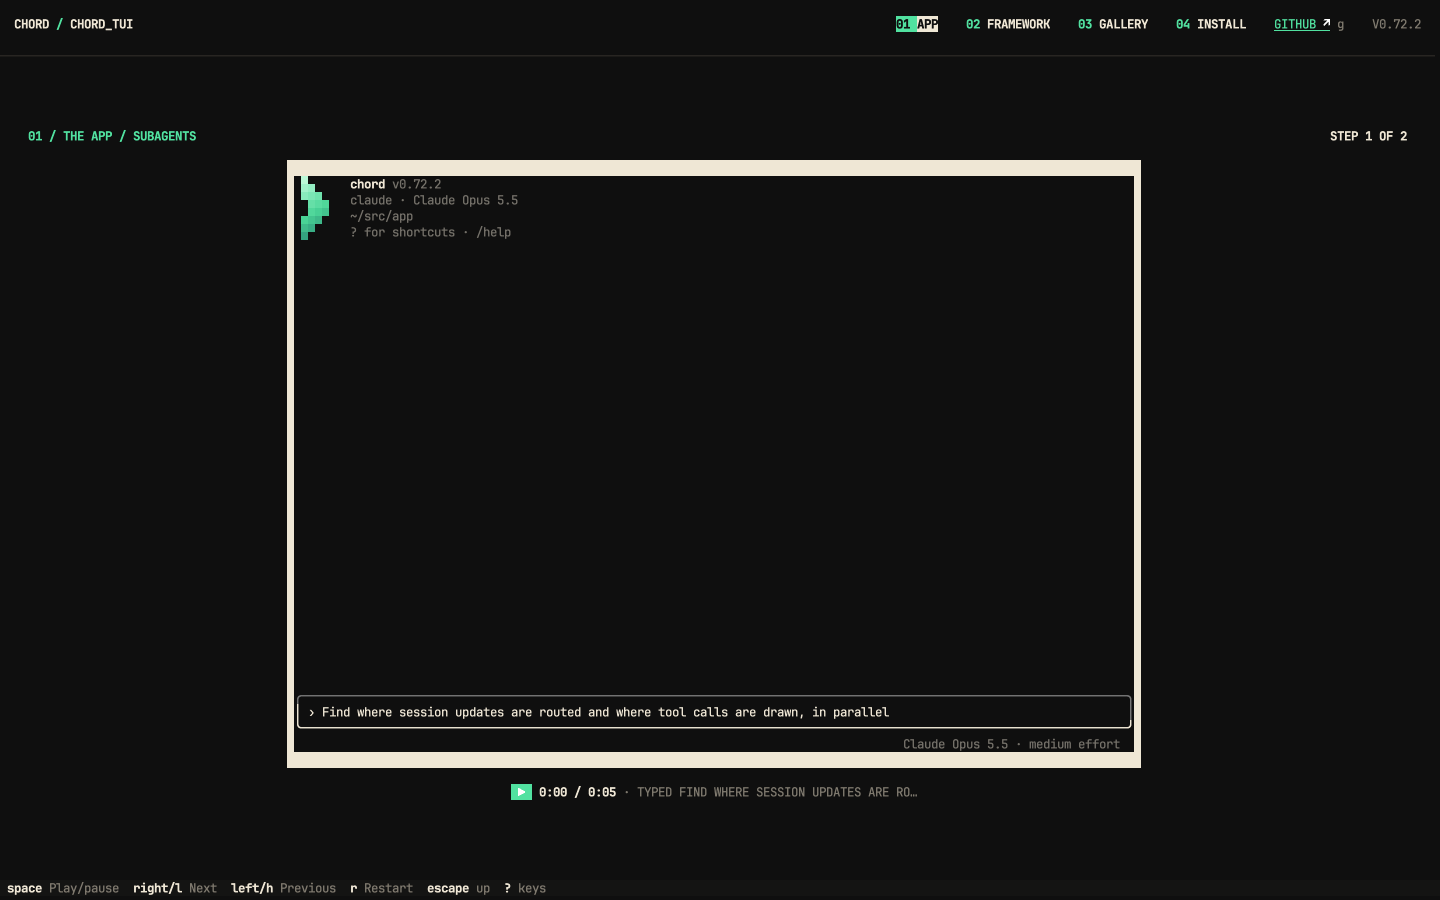 CHORD / CHORD_TUI 01 APP 02 FRAMEWORK 03 GALLERY 04 INSTALL GITHUB ↗ g V0.72.2
01 / THE APP / SUBAGENTS STEP 1 OF 2
chord v0.72.2
claude · Claude Opus 5.5
~/src/app
? for shortcuts · /help
› Find where session updates are routed and where tool calls are drawn, in parallel
Claude Opus 5.5 · medium effort
▶ 0:00 / 0:05 · TYPED FIND WHERE SESSION UPDATES ARE RO…
space Play/pause right/l Next left/h Previous r Restart escape up ? keys